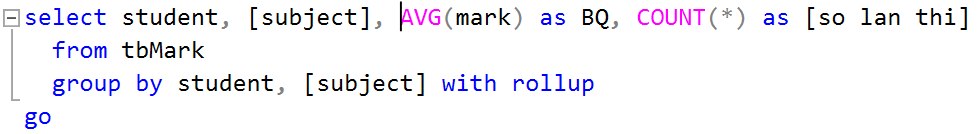 select student, [subject], AVG(mark) as BQ, COUNT(*) as [so lan thi]
from tbMark
group by student, [subject] with rollup
go